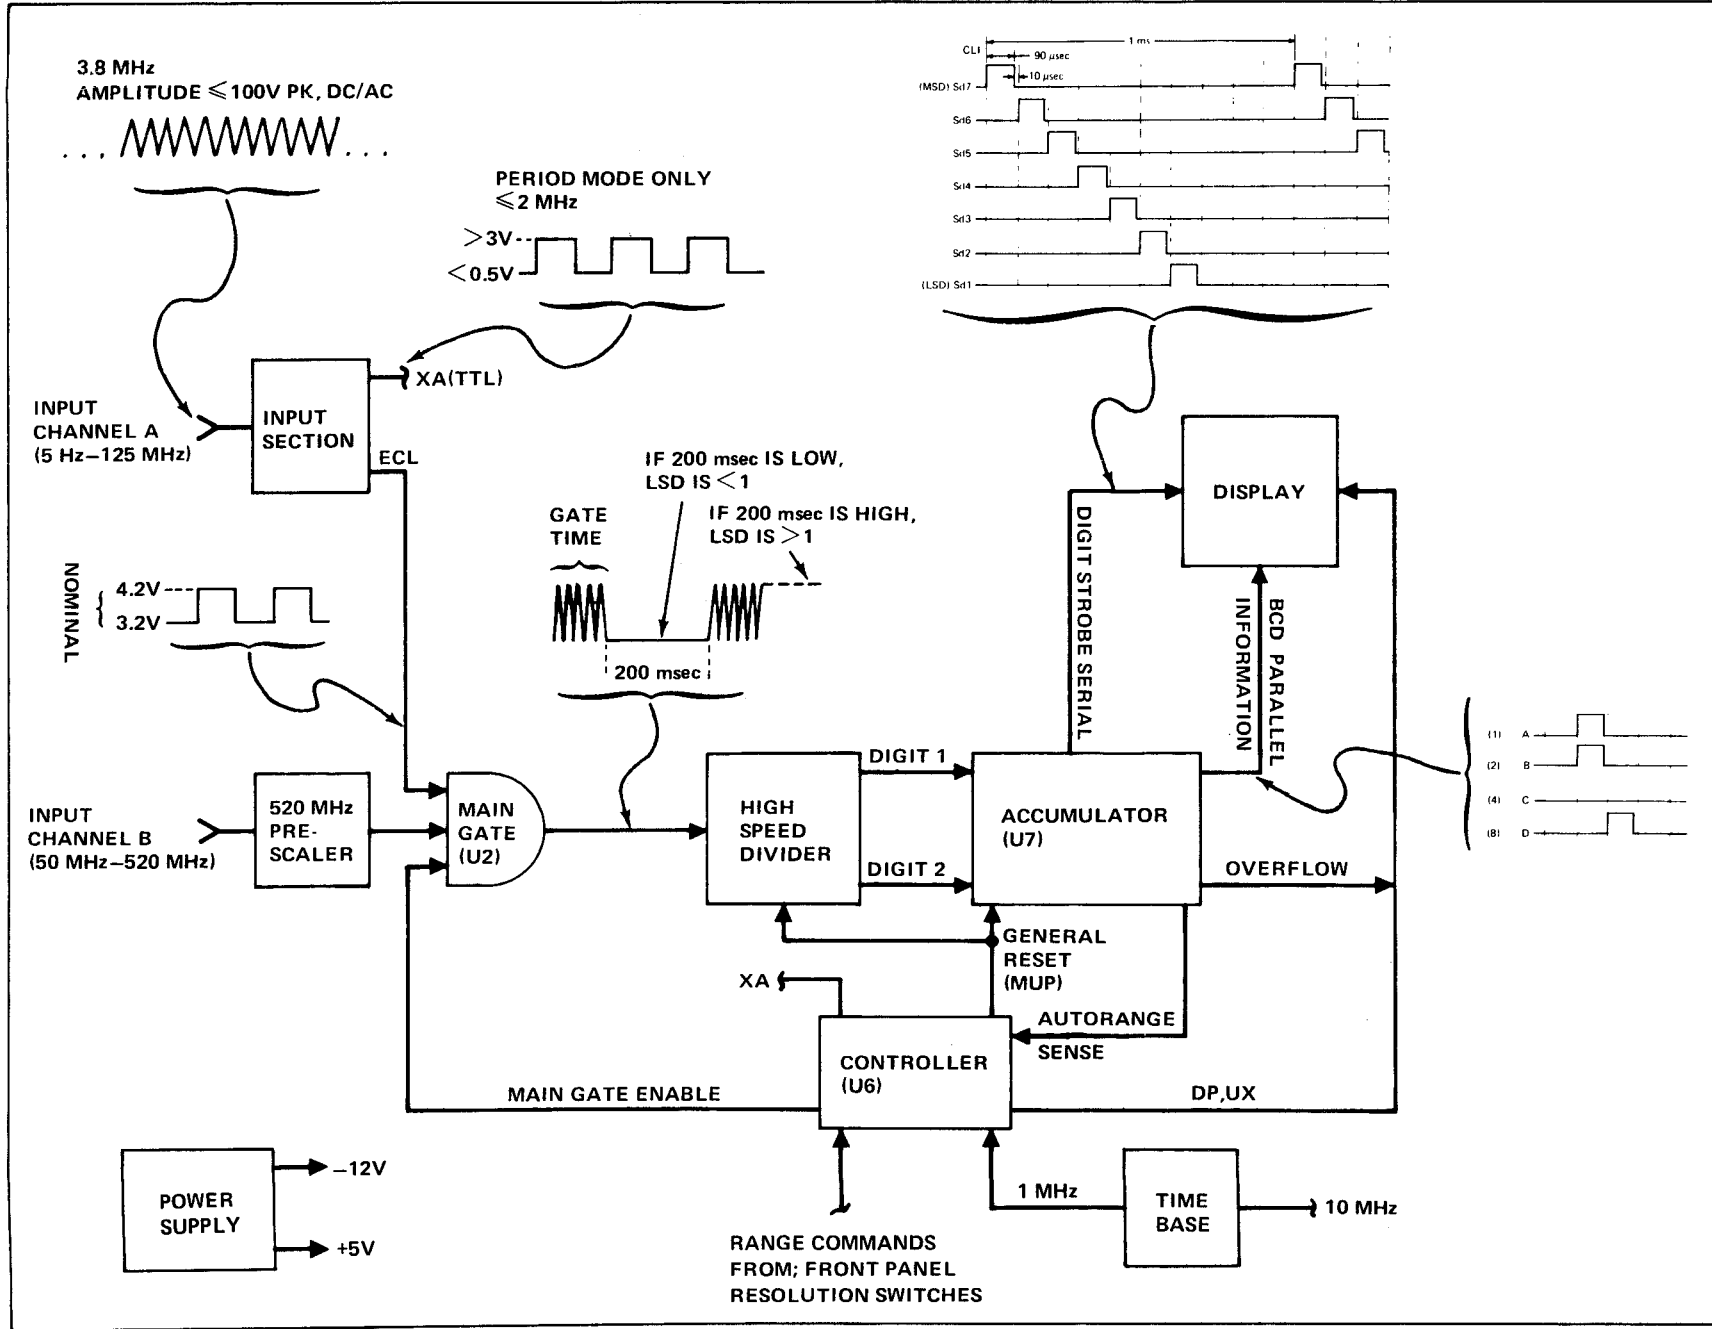 3.8 MHz
AMPLITUDE ⩽100V PK, DC/AC
. . .
. . .
PERIOD MODE ONLY
⩽2 MHz
>3V
<0.5V
CLI
1 ms
90 μsec
10 μsec
(MSD) Sd7
Sd6
Sd5
Sd4
Sd3
Sd2
(LSD) Sd1
XA(TTL)
INPUT
CHANNEL A
(5 Hz–125 MHz)
INPUT
SECTION
ECL
IF 200 msec IS LOW,
LSD IS <1
IF 200 msec IS HIGH,
LSD IS >1
GATE
TIME
200 msec
DISPLAY
DIGIT STROBE SERIAL
BCD PARALLEL
INFORMATION
NOMINAL
4.2V
3.2V
(1) A
(2) B
(4) C
(8) D
INPUT
CHANNEL B
(50 MHz–520 MHz)
520 MHz
PRE-
SCALER
MAIN
GATE
(U2)
HIGH
SPEED
DIVIDER
DIGIT 1
DIGIT 2
ACCUMULATOR
(U7)
OVERFLOW
GENERAL
RESET
(MUP)
XA
AUTORANGE
SENSE
CONTROLLER
(U6)
MAIN GATE ENABLE
DP,UX
POWER
SUPPLY
–12V
+5V
1 MHz
TIME
BASE
10 MHz
RANGE COMMANDS
FROM; FRONT PANEL
RESOLUTION SWITCHES